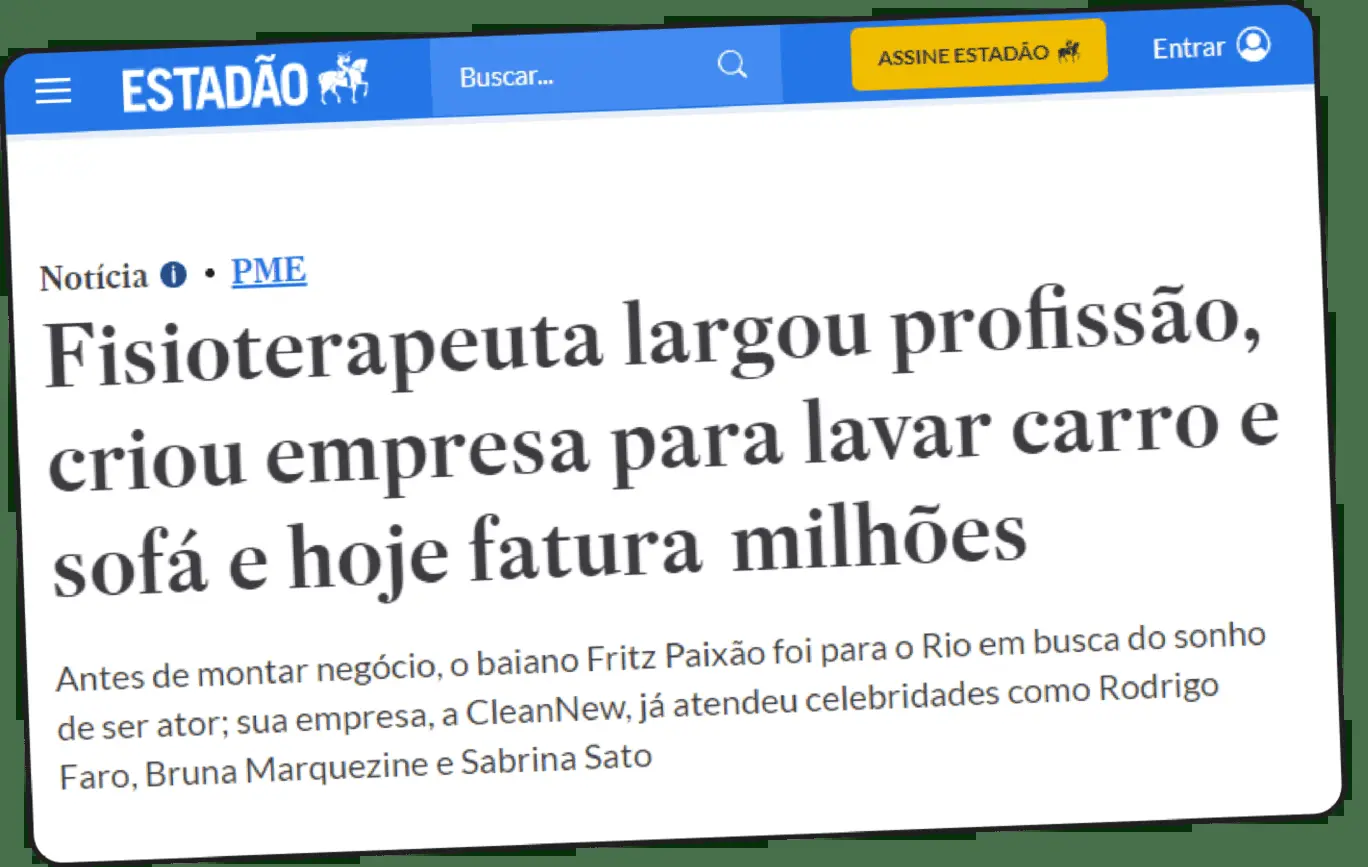 ESTADÃO
Buscar...
ASSINE ESTADÃO
Entrar
Notícia i • PME
Fisioterapeuta largou profissão,
criou empresa para lavar carro e
sofá e hoje fatura milhões
Antes de montar negócio, o baiano Fritz Paixão foi para o Rio em busca do sonho
de ser ator; sua empresa, a CleanNew, já atendeu celebridades como Rodrigo
Faro, Bruna Marquezine e Sabrina Sato